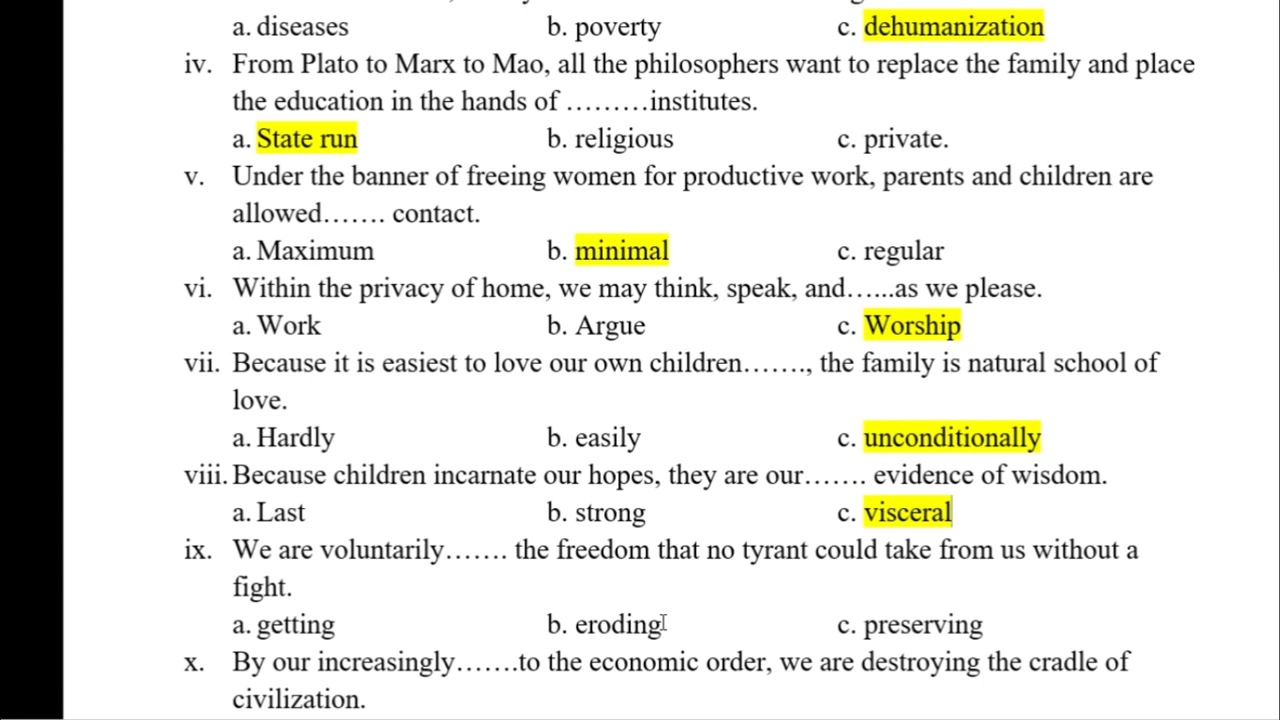 a. diseases b. poverty c. dehumanization
iv. From Plato to Marx to Mao, all the philosophers want to replace the family and place
the education in the hands of ………institutes.
a. State run b. religious c. private.
v. Under the banner of freeing women for productive work, parents and children are
allowed……. contact.
a. Maximum b. minimal c. regular
vi. Within the privacy of home, we may think, speak, and…...as we please.
a. Work b. Argue c. Worship
vii. Because it is easiest to love our own children……., the family is natural school of
love.
a. Hardly b. easily c. unconditionally
viii. Because children incarnate our hopes, they are our……. evidence of wisdom.
a. Last b. strong c. visceral
ix. We are voluntarily……. the freedom that no tyrant could take from us without a
fight.
a. getting b. eroding c. preserving
x. By our increasingly…….to the economic order, we are destroying the cradle of
civilization.